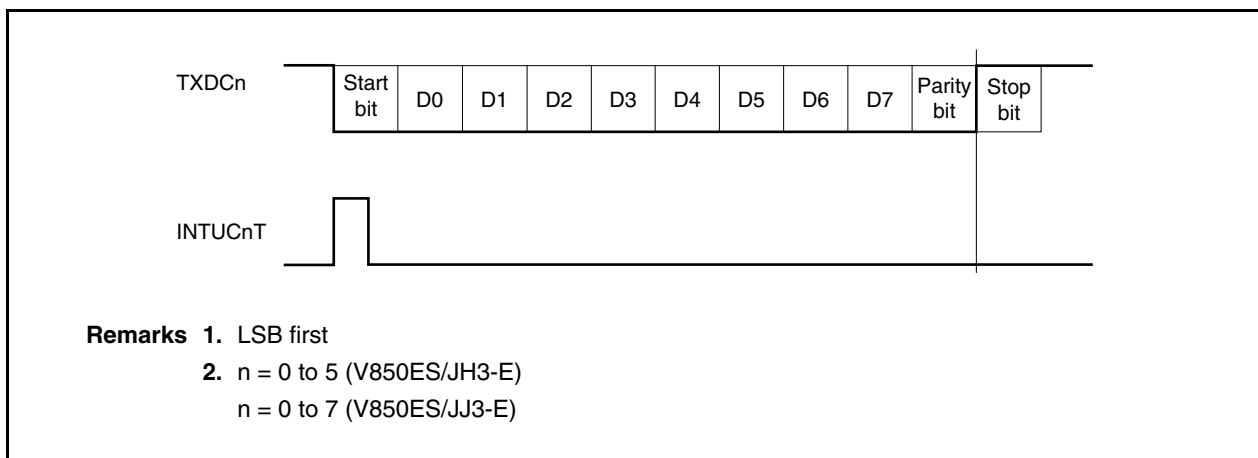 TXDCn
Start bit D0 D1 D2 D3 D4 D5 D6 D7 Parity bit Stop bit
INTUCnT
Remarks 1. LSB first
2. n = 0 to 5 (V850ES/JH3-E)
n = 0 to 7 (V850ES/JJ3-E)